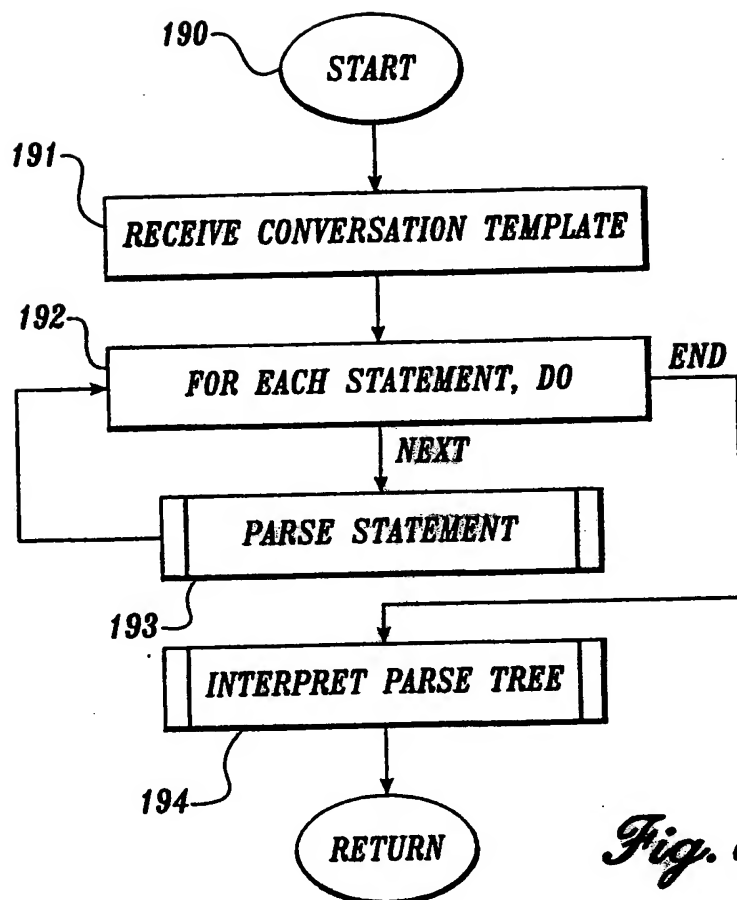 190
START
191
RECEIVE CONVERSATION TEMPLATE
192
FOR EACH STATEMENT, DO
END
NEXT
PARSE STATEMENT
193
INTERPRET PARSE TREE
194
RETURN
Fig.